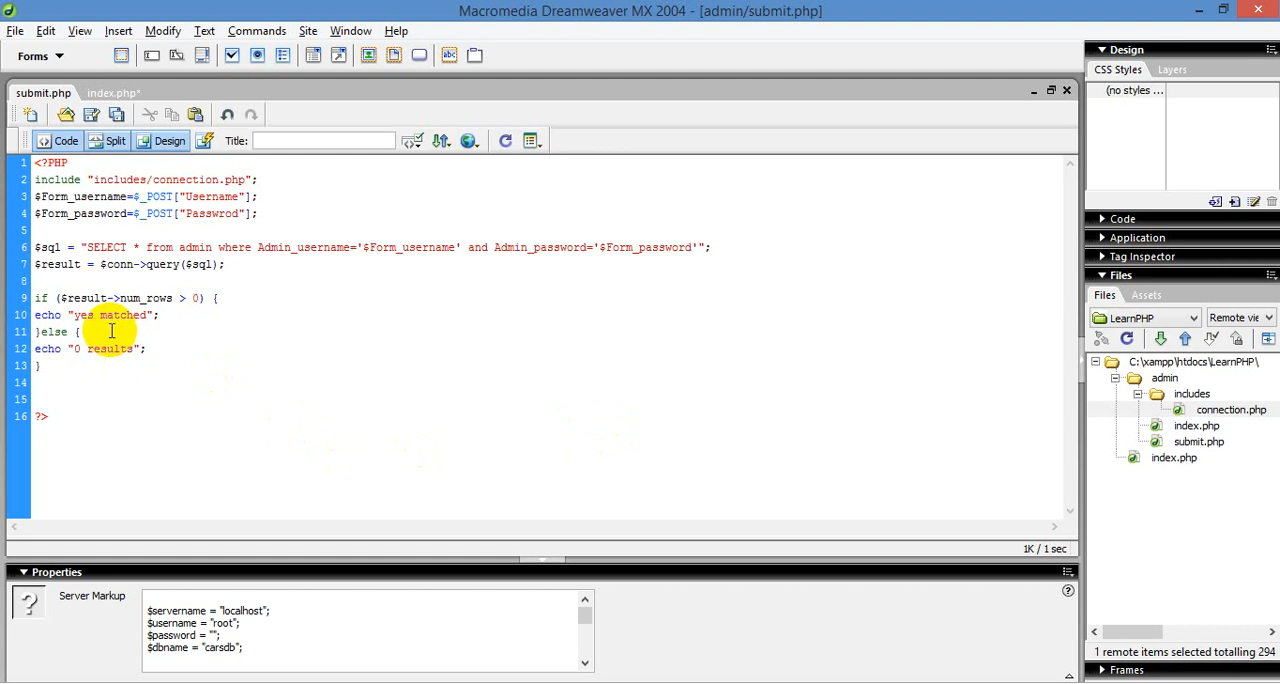 Macromedia Dreamweaver MX 2004 - [admin/submit.php]
File Edit View Insert Modify Text Commands Site Window Help
Forms
submit.php index.php*
Code Split Design Title:
1 <?PHP
2 include "includes/connection.php";
3 $Form_username=$_POST["Username"];
4 $Form_password=$_POST["Passwrod"];
5
6 $sql = "SELECT * from admin where Admin_username='$Form_username' and Admin_password='$Form_password'";
7 $result = $conn->query($sql);
8
9 if ($result->num_rows > 0) {
10 echo "yes matched";
11 }else {
12 echo "0 results";
13 }
14
15
16 ?>
1K / 1 sec
Properties
Server Markup
$servername = "localhost";
$username = "root";
$password = "";
$dbname = "carsdb";
Design
CSS Styles Layers
(no styles ...
Code
Application
Tag Inspector
Files
Files Assets
LearnPHP Remote vie
C:\xampp\htdocs\LearnPHP\
admin
includes
connection.php
index.php
submit.php
index.php
1 remote items selected totalling 294
Frames